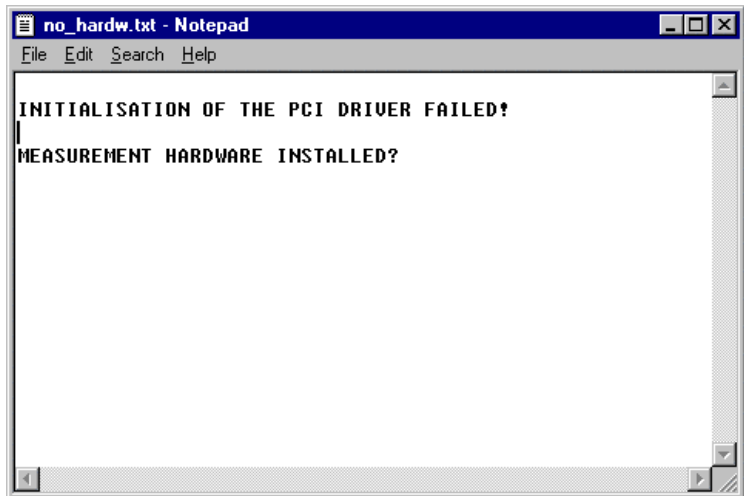 no_hardw.txt - Notepad
File Edit Search Help
INITIALISATION OF THE PCI DRIVER FAILED!
MEASUREMENT HARDWARE INSTALLED?